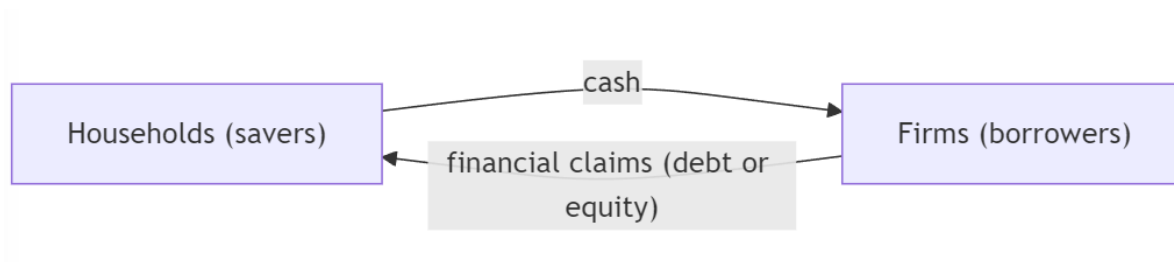 cash
Households (savers)
Firms (borrowers)
financial claims (debt or
equity)